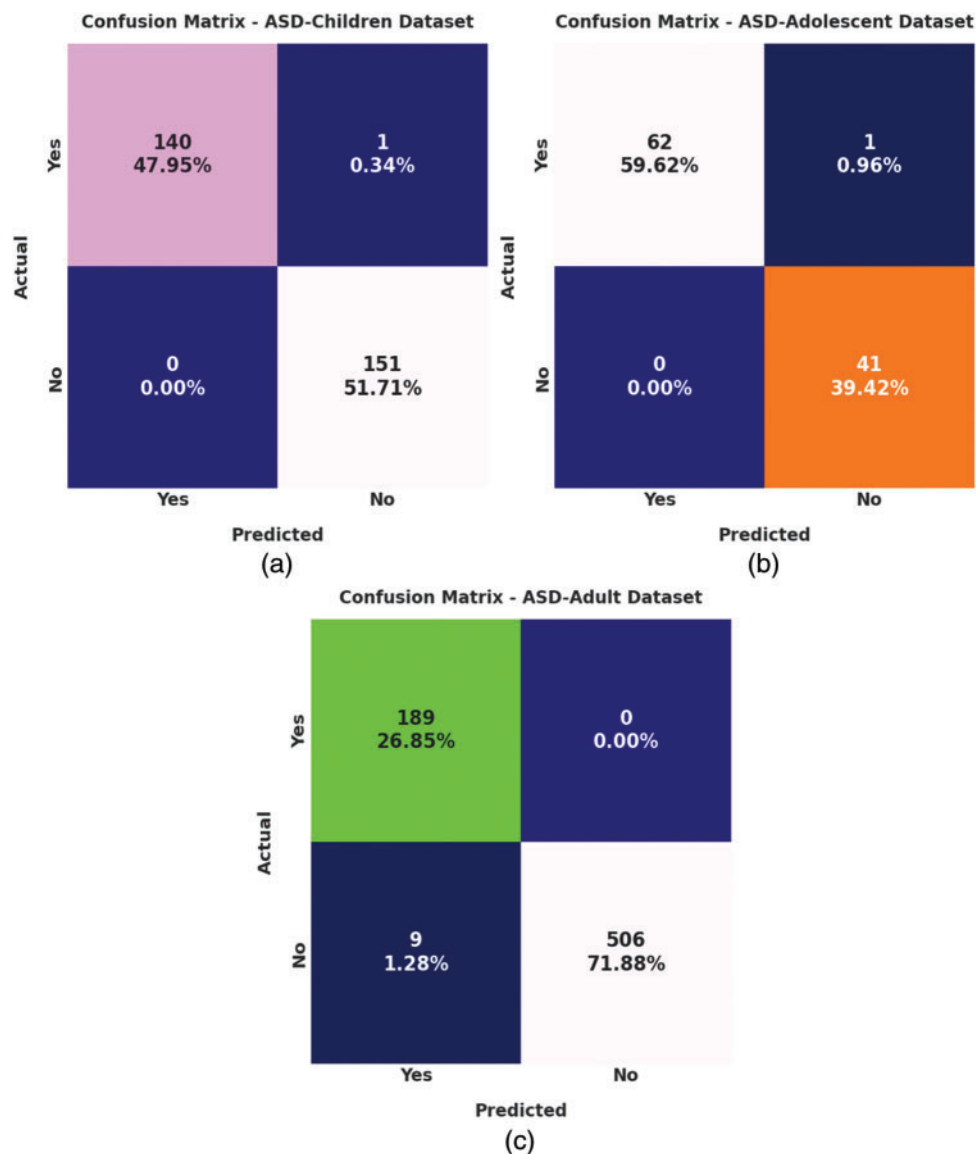 Confusion Matrix - ASD-Children Dataset
Actual
Yes
No
140
47.95%
1
0.34%
0
0.00%
151
51.71%
Yes
No
Predicted
(a)
Confusion Matrix - ASD-Adolescent Dataset
Actual
Yes
No
62
59.62%
1
0.96%
0
0.00%
41
39.42%
Yes
No
Predicted
(b)
Confusion Matrix - ASD-Adult Dataset
Actual
Yes
No
189
26.85%
0
0.00%
9
1.28%
506
71.88%
Yes
No
Predicted
(c)